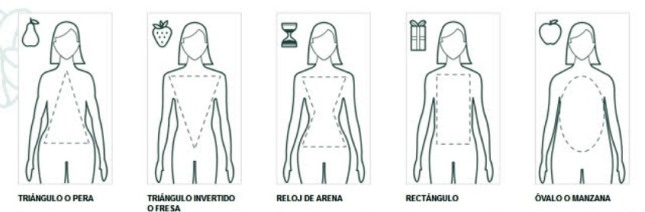 TRIÁNGULO O PERA
TRIÁNGULO INVERTIDO
O FRESA
RELOJ DE ARENA
RECTÁNGULO
ÓVALO O MANZANA